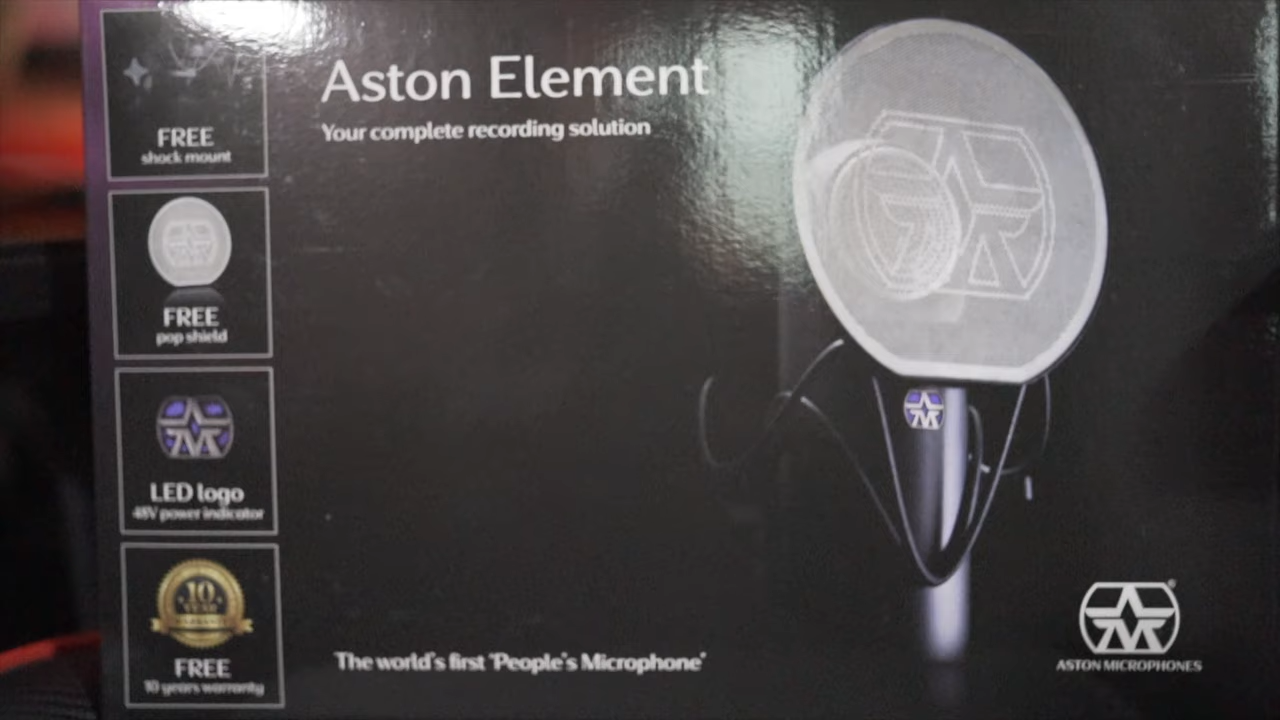 FREE
shock mount
FREE
pop shield
LED logo
48V power indicator
10
YEAR
WARRANTY
FREE
10 years warranty
Aston Element
Your complete recording solution
The world's first 'People's Microphone'
®
ASTON MICROPHONES